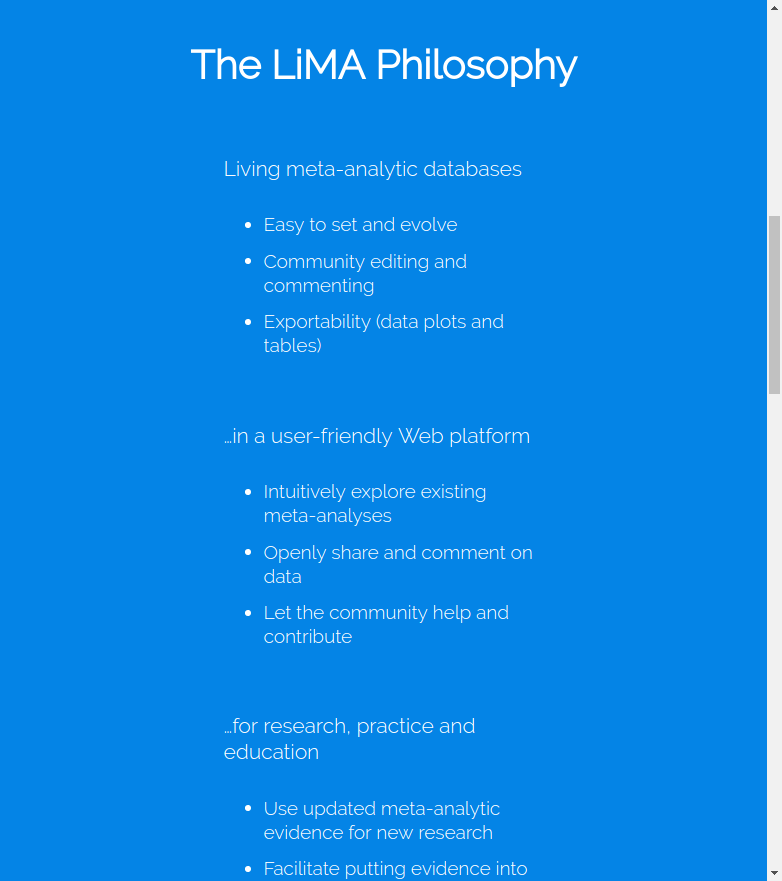 The LiMA Philosophy
Living meta-analytic databases
Easy to set and evolve
Community editing and
commenting
Exportability (data plots and
tables)
…in a user-friendly Web platform
Intuitively explore existing
meta-analyses
Openly share and comment on
data
Let the community help and
contribute
…for research, practice and
education
Use updated meta-analytic
evidence for new research
Facilitate putting evidence into